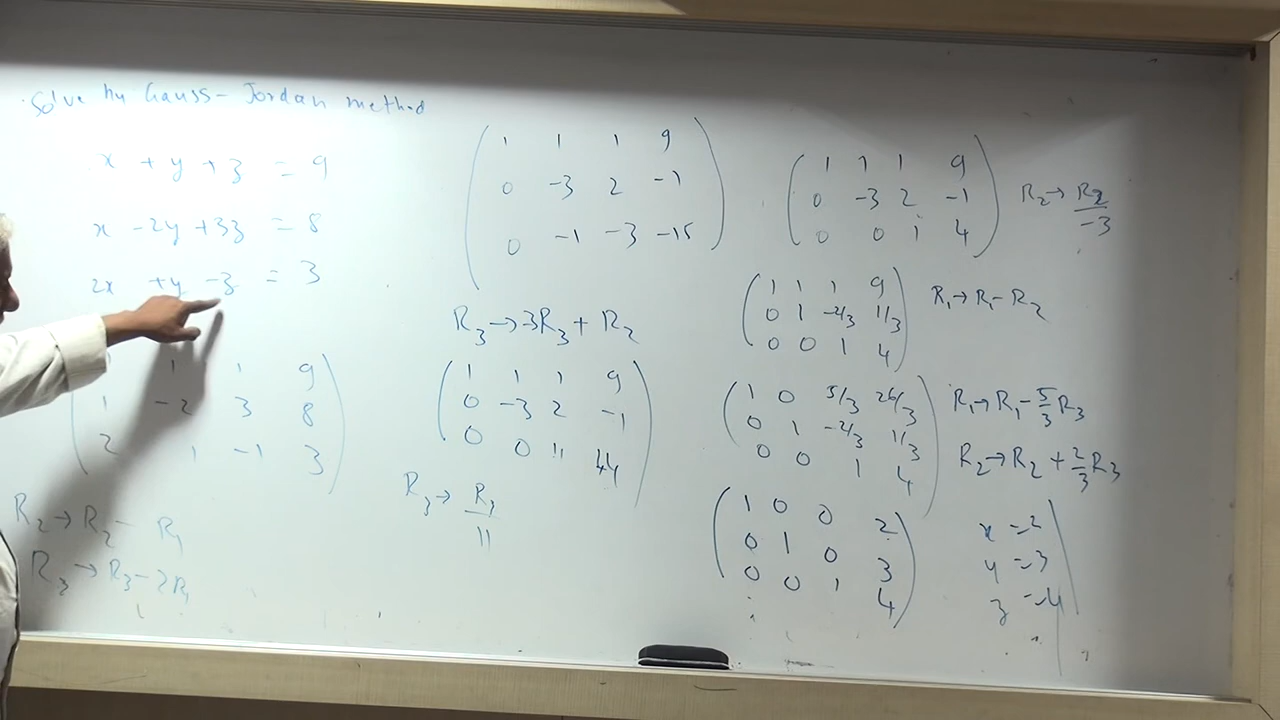 Solve by Gauss-Jordan method
x + y + z = 9
x - 2y + 3z = 8
2x + y - z = 3
1 1 9
1 -2 3 8
2 1 -1 3
R2→R2- R1
R3→R3-2R1
1 1 1 9
0 -3 2 -1
0 -1 -3 -15
R3→-3R3+ R2
1 1 1 9
0 -3 2 -1
0 0 11 44
R3→ R3/11
1 1 1 9
0 -3 2 -1
0 0 1 4
R2→ R2/-3
1 1 1 9
0 1 -2/3 1/3
0 0 1 4
R1→R1-R2
1 0 5/3 26/3
0 1 -2/3 1/3
0 0 1 4
R1→R1-5/3R3
R2→R2+2/3R3
1 0 0 2
0 1 0 3
0 0 1 4
x=2
y=3
z=4